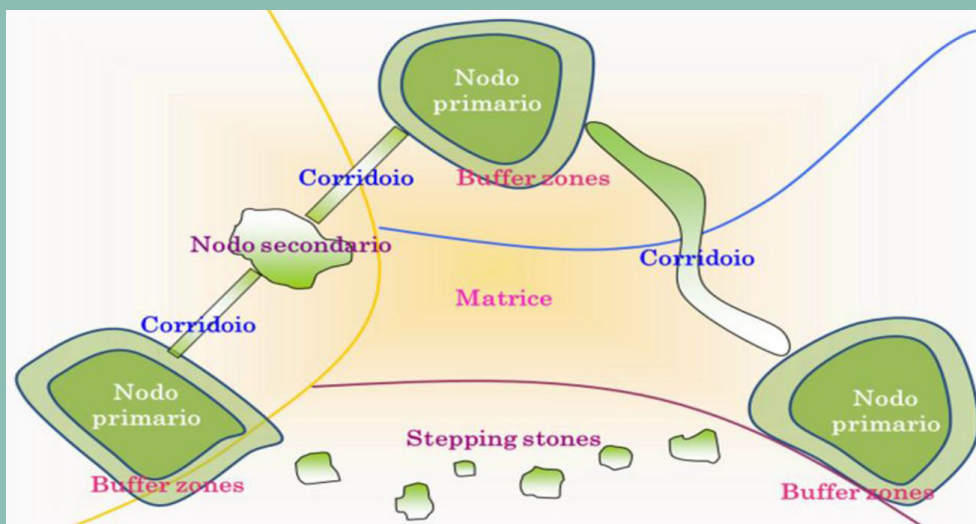 Nodo
primario
Corridoio
Buffer zones
Nodo secondario
Corridoio
Matrice
Corridoio
Nodo
primario
Nodo
primario
Stepping stones
Buffer zones
Buffer zones